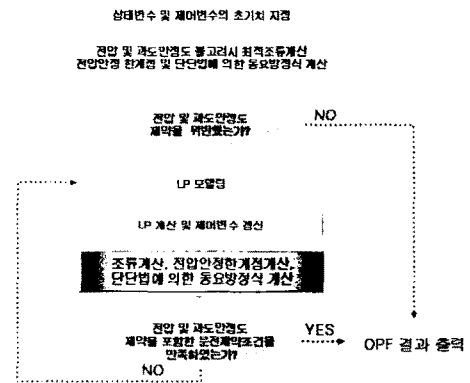 상태변수 및 제어변수의 초기치 지정
전압 및 과도안정도 불고려시 최적조류계산
전압안정 한계점 및 단단법에 의한 동요방정식 계산
전압 및 과도안정도
제약을 위반했는가?
NO
LP 모델링
LP 계산 및 제어변수 갱신
조류계산, 전압안정한계점계산,
단단법에 의한 동요방정식 계산
전압 및 과도안정도
제약을 포함한 운전제약조건을
만족하였는가?
YES
OPF 결과 출력
NO